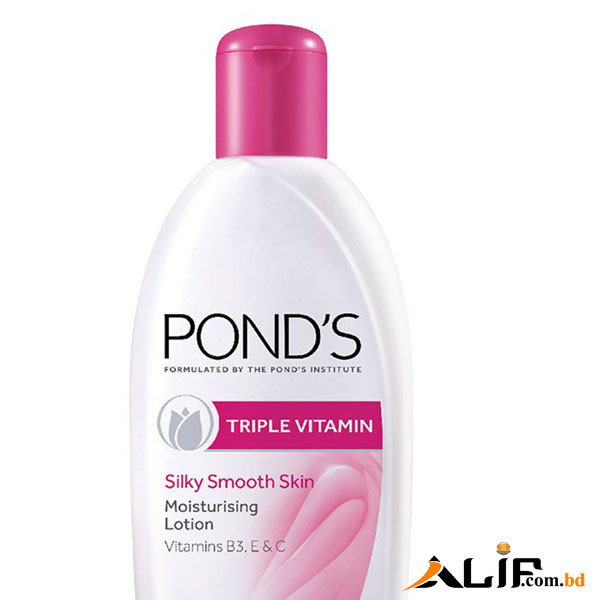 POND'S
FORMULATED BY THE POND'S INSTITUTE
TRIPLE VITAMIN
Silky Smooth Skin
Moisturising
Lotion
Vitamins B3, E & C
ALIF.com.bd